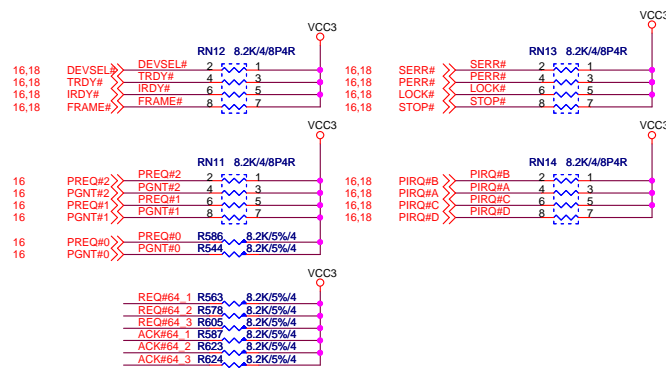 VCC3
RN12 8.2K/4/8P4R
16,18 DEVSEL# DEVSEL# 2 1
16,18 TRDY# TRDY# 4 3
16,18 IRDY# IRDY# 6 5
16,18 FRAME# FRAME# 8 7
VCC3
RN13 8.2K/4/8P4R
16,18 SERR# SERR# 2 1
16,18 PERR# PERR# 4 3
16,18 LOCK# LOCK# 6 5
16,18 STOP# STOP# 8 7
VCC3
RN11 8.2K/4/8P4R
16 PREQ#2 PREQ#2 2 1
16 PGNT#2 PGNT#2 4 3
16 PREQ#1 PREQ#1 6 5
16 PGNT#1 PGNT#1 8 7
16 PREQ#0 PREQ#0 R586 8.2K/5%/4
16 PGNT#0 PGNT#0 R544 8.2K/5%/4
VCC3
RN14 8.2K/4/8P4R
16,18 PIRQ#B PIRQ#B 2 1
16,18 PIRQ#A PIRQ#A 4 3
16,18 PIRQ#C PIRQ#C 6 5
16,18 PIRQ#D PIRQ#D 8 7
VCC3
REQ#64_1 R563 8.2K/5%/4
REQ#64_2 R578 8.2K/5%/4
REQ#64_3 R605 8.2K/5%/4
ACK#64_1 R587 8.2K/5%/4
ACK#64_2 R623 8.2K/5%/4
ACK#64_3 R624 8.2K/5%/4